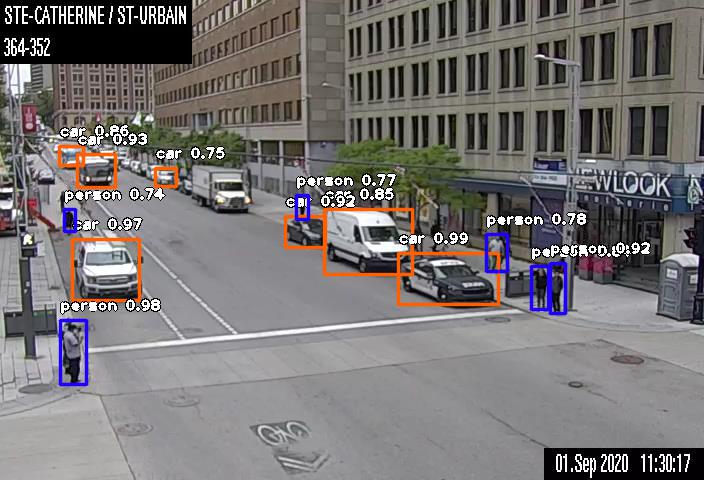 STE-CATHERINE / ST-URBAIN
364-352
car 0.86
car 0.93
car 0.75
person 0.74
person 0.77
car 0.92
car 0.85
car 0.97
person 0.78
car 0.99
person 0.92
person 0.98
NEWLOOK
01.Sep 2020 11:30:17